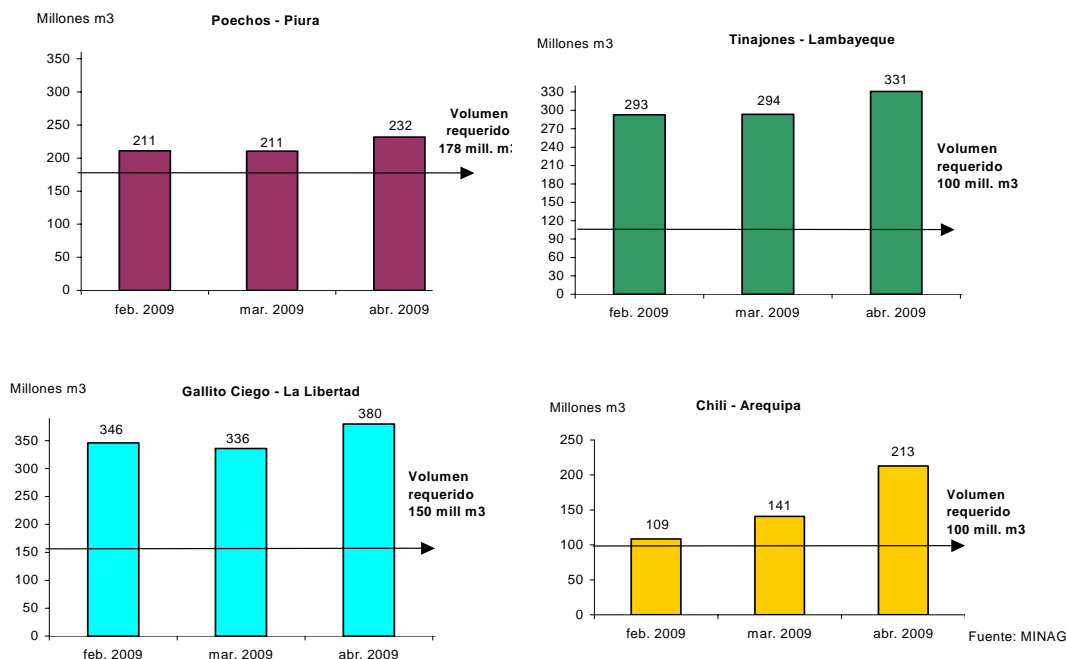 Millones m3
Poechos - Piura
350
300
250
200
150
100
50
0
211
211
232
Volumen
requerido
178 mill. m3
feb. 2009
mar. 2009
abr. 2009
Millones m3
Tinajones - Lambayeque
330
300
270
240
210
180
150
120
90
60
30
0
293
294
331
Volumen
requerido
100 mill. m3
feb. 2009
mar. 2009
abr. 2009
Millones m3
Gallito Ciego - La Libertad
350
300
250
200
150
100
50
0
346
336
380
Volumen
requerido
150 mill m3
feb. 2009
mar. 2009
abr. 2009
Millones m3
Chili - Arequipa
250
200
150
100
50
0
109
141
213
Volumen
requerido
100 mill. m3
feb. 2009
mar. 2009
abr. 2009
Fuente: MINAG